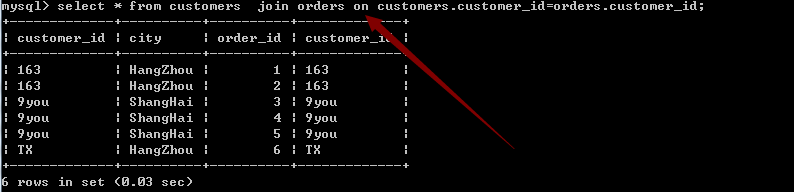 mysql> select * from customers  join orders on customers.customer_id=orders.customer_id;
+-------------+----------+----------+-------------+
| customer_id | city     | order_id | customer_id |
+-------------+----------+----------+-------------+
| 163         | HangZhou |        1 | 163         |
| 163         | HangZhou |        2 | 163         |
| 9you        | ShangHai |        3 | 9you        |
| 9you        | ShangHai |        4 | 9you        |
| 9you        | ShangHai |        5 | 9you        |
| TX          | HangZhou |        6 | TX          |
+-------------+----------+----------+-------------+
6 rows in set (0.03 sec)